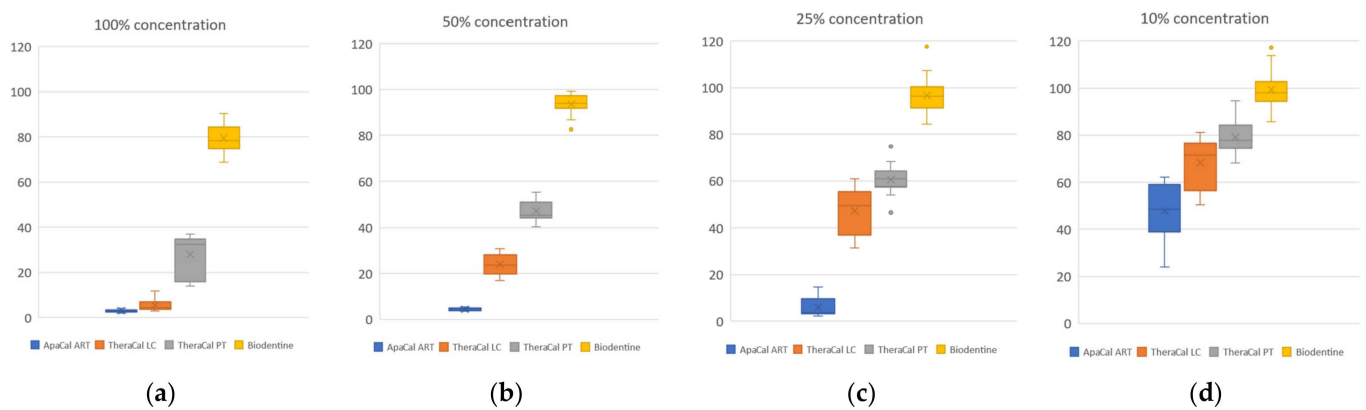 100% concentration
120
100
80
60
40
20
0
ApaCal ART TheraCal LC TheraCal PT Biodentine
(a)
50% concentration
120
100
80
60
40
20
0
ApaCal ART TheraCal LC TheraCal PT Biodentine
(b)
25% concentration
120
100
80
60
40
20
0
ApaCal ART TheraCal LC TheraCal PT Biodentine
(c)
10% concentration
120
100
80
60
40
20
0
ApaCal ART TheraCal LC TheraCal PT Biodentine
(d)